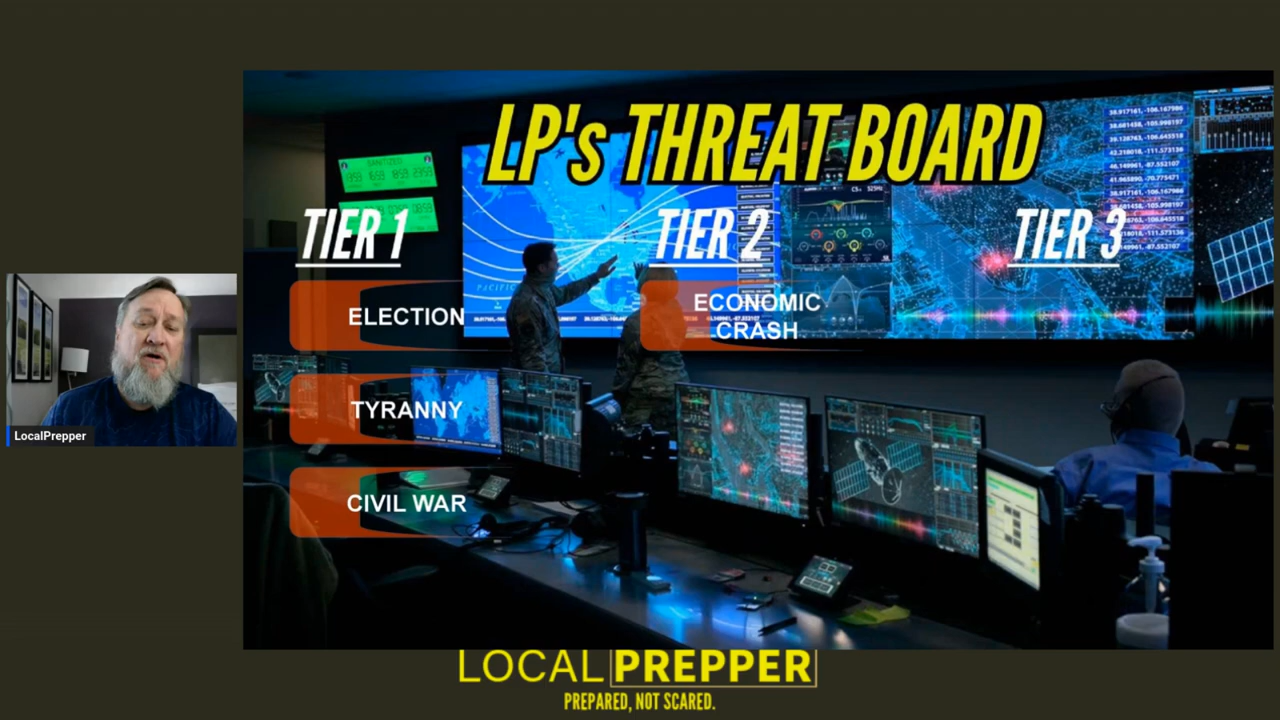 LP's THREAT BOARD
TIER 1
TIER 2
TIER 3
ELECTION
ECONOMIC
CRASH
TYRANNY
CIVIL WAR
LocalPrepper
LOCAL PREPPER
PREPARED, NOT SCARED.
PACIFIC